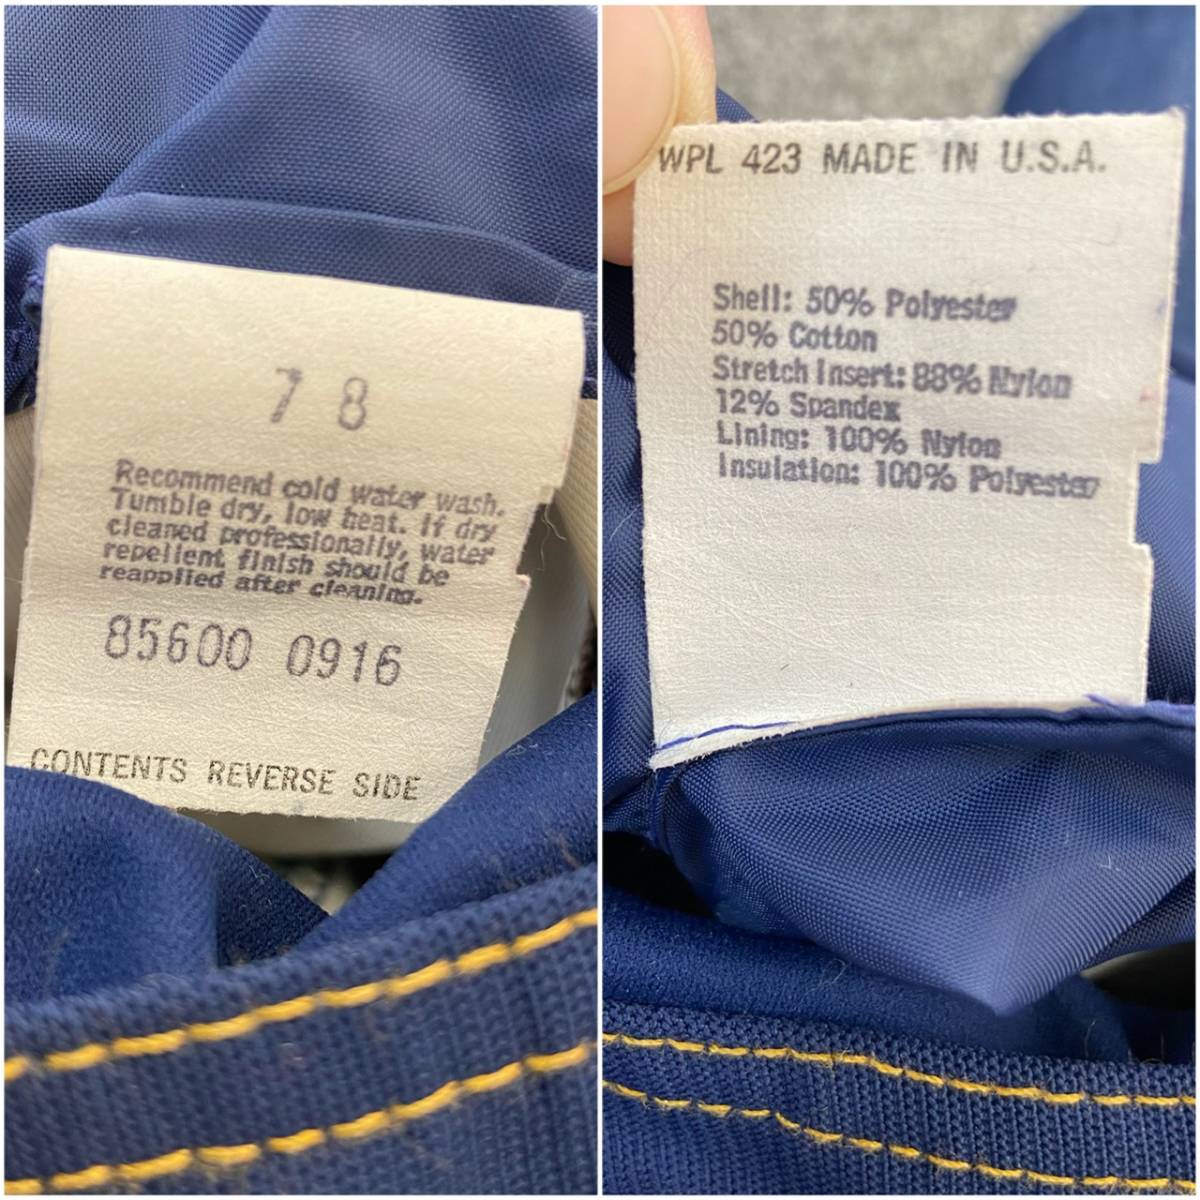 7 8
Recommend cold water wash.
Tumble dry, low heat. If dry
cleaned professionally, water
repellent finish should be
reapplied after cleaning.
85600 0916
CONTENTS REVERSE SIDE
WPL 423 MADE IN U.S.A.
Shell: 50% Polyester
50% Cotton
Stretch Insert: 88% Nylon
12% Spandex
Lining: 100% Nylon
Insulation: 100% Polyester